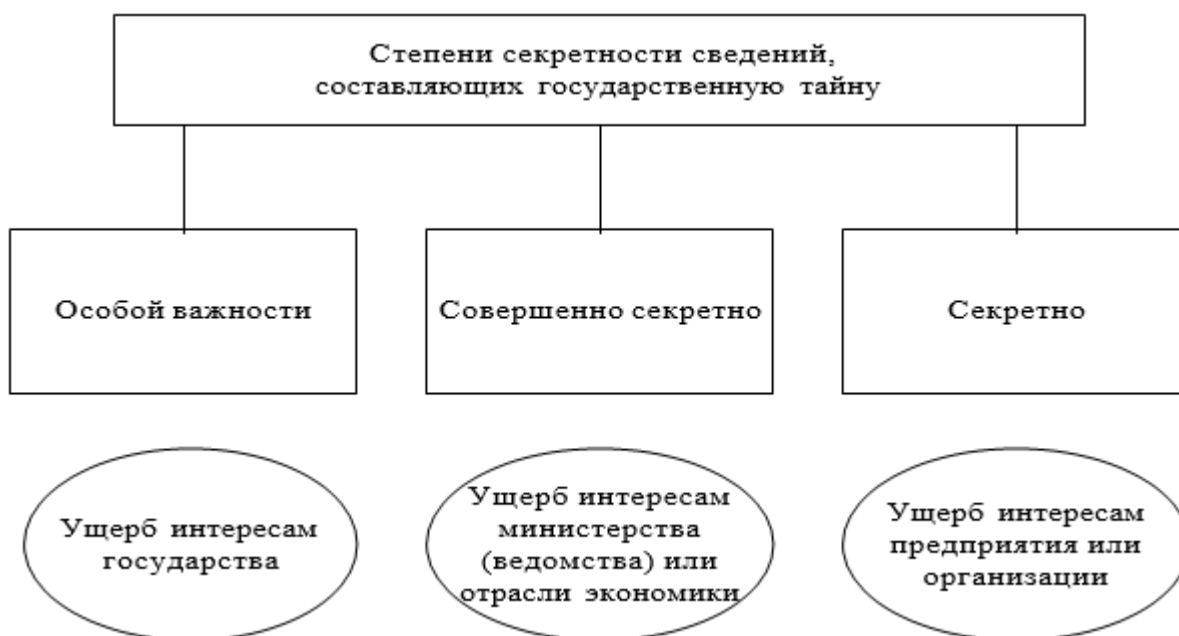 Степени секретности сведений,
составляющих государственную тайну
Особой важности
Совершенно секретно
Секретно
Ущерб интересам
государства
Ущерб интересам
министерства
(ведомства) или
отрасли экономики
Ущерб интересам
предприятия или
организации